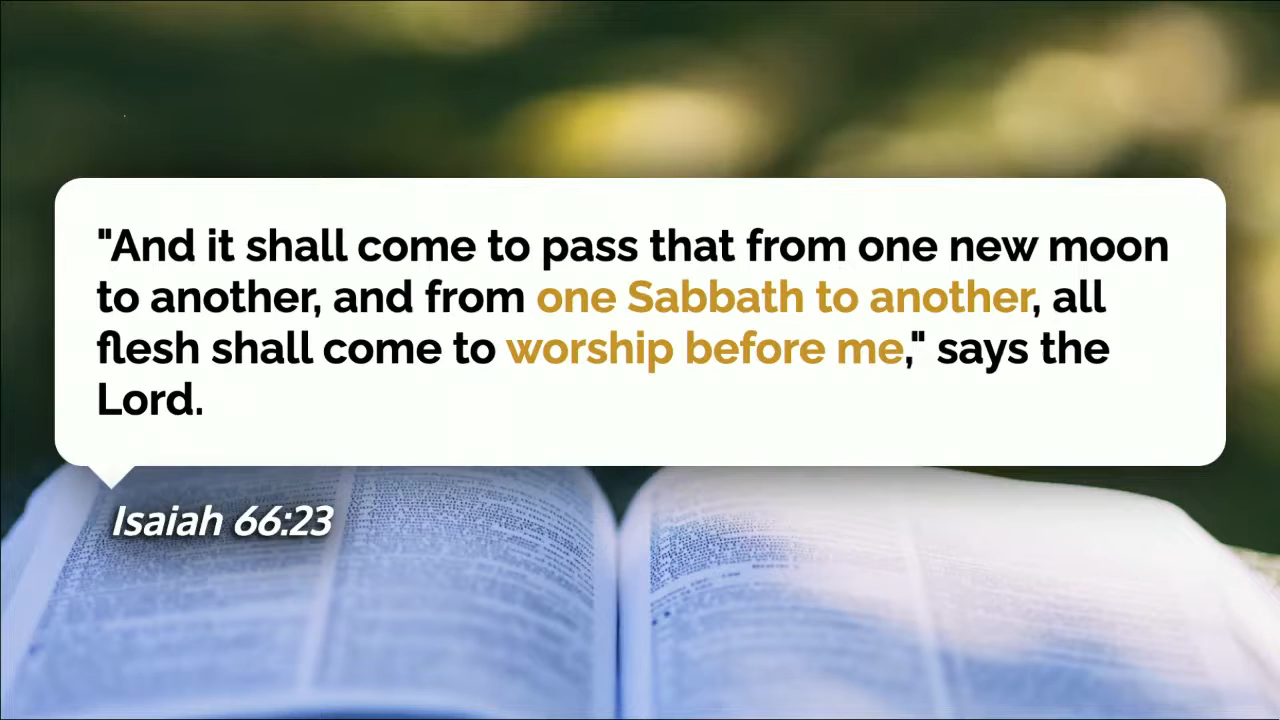 "And it shall come to pass that from one new moon
to another, and from one Sabbath to another, all
flesh shall come to worship before me," says the
Lord.
Isaiah 66:23